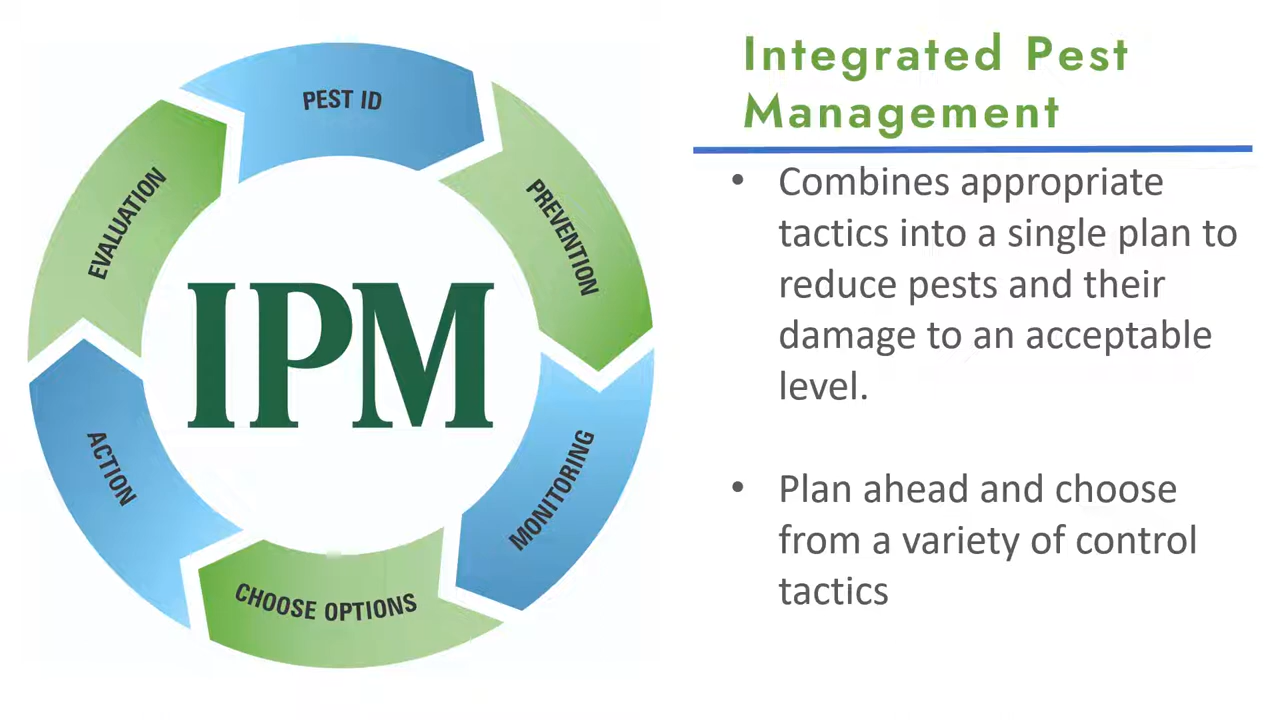 Integrated Pest
Management
• Combines appropriate
tactics into a single plan to
reduce pests and their
damage to an acceptable
level.
• Plan ahead and choose
from a variety of control
tactics
IPM
PEST ID
PREVENTION
MONITORING
CHOOSE OPTIONS
ACTION
EVALUATION